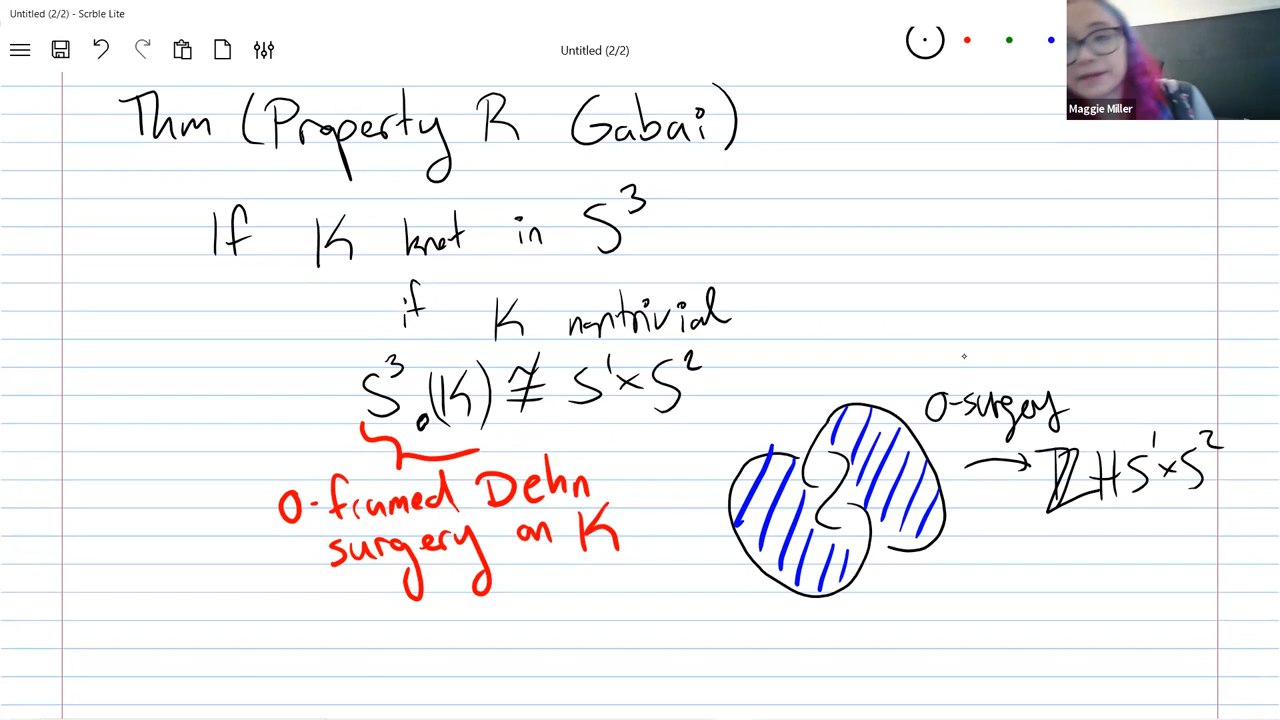 Untitled (2/2) - Scrble Lite
Untitled (2/2)
Maggie Miller
Thm (Property R Gabai)
If K knot in S³
if K nontrivial
S³₀(K) ≇ S¹×S²
0-framed Dehn
surgery on K
0-surgery
→ ℤHS¹×S²